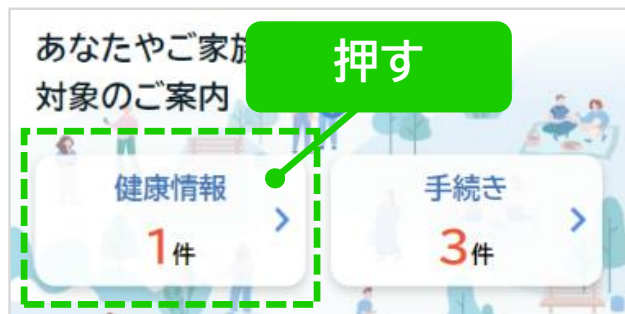 あなたやご家族
対象のご案内
押す
健康情報
1件
手続き
3件